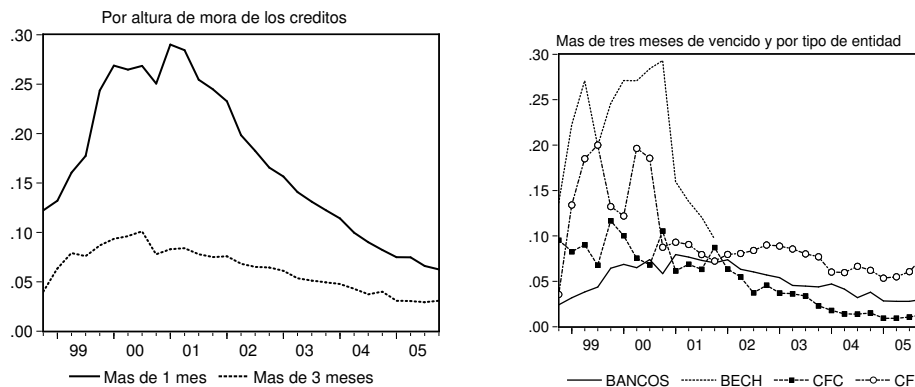 Por altura de mora de los creditos
.30
.25
.20
.15
.10
.05
.00
99 00 01 02 03 04 05
Mas de 1 mes Mas de 3 meses
Mas de tres meses de vencido y por tipo de entidad
.30
.25
.20
.15
.10
.05
.00
99 00 01 02 03 04 05
BANCOS BECH CFC CF